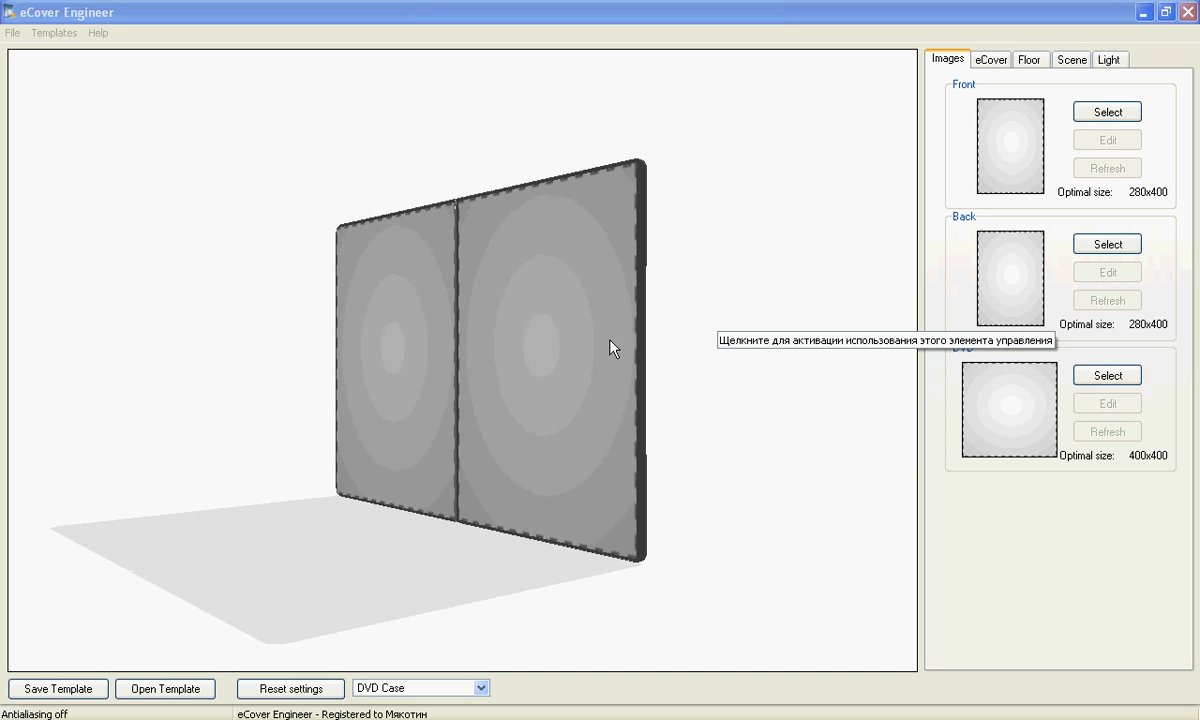 eCover Engineer
File Templates Help
Images eCover Floor Scene Light
Front
Select
Edit
Refresh
Optimal size: 280x400
Back
Select
Edit
Refresh
Optimal size: 280x400
Щелкните для активации использования этого элемента управления
Select
Edit
Refresh
Optimal size: 400x400
Save Template Open Template Reset settings DVD Case
Antialiasing off eCover Engineer - Registered to Мякотин